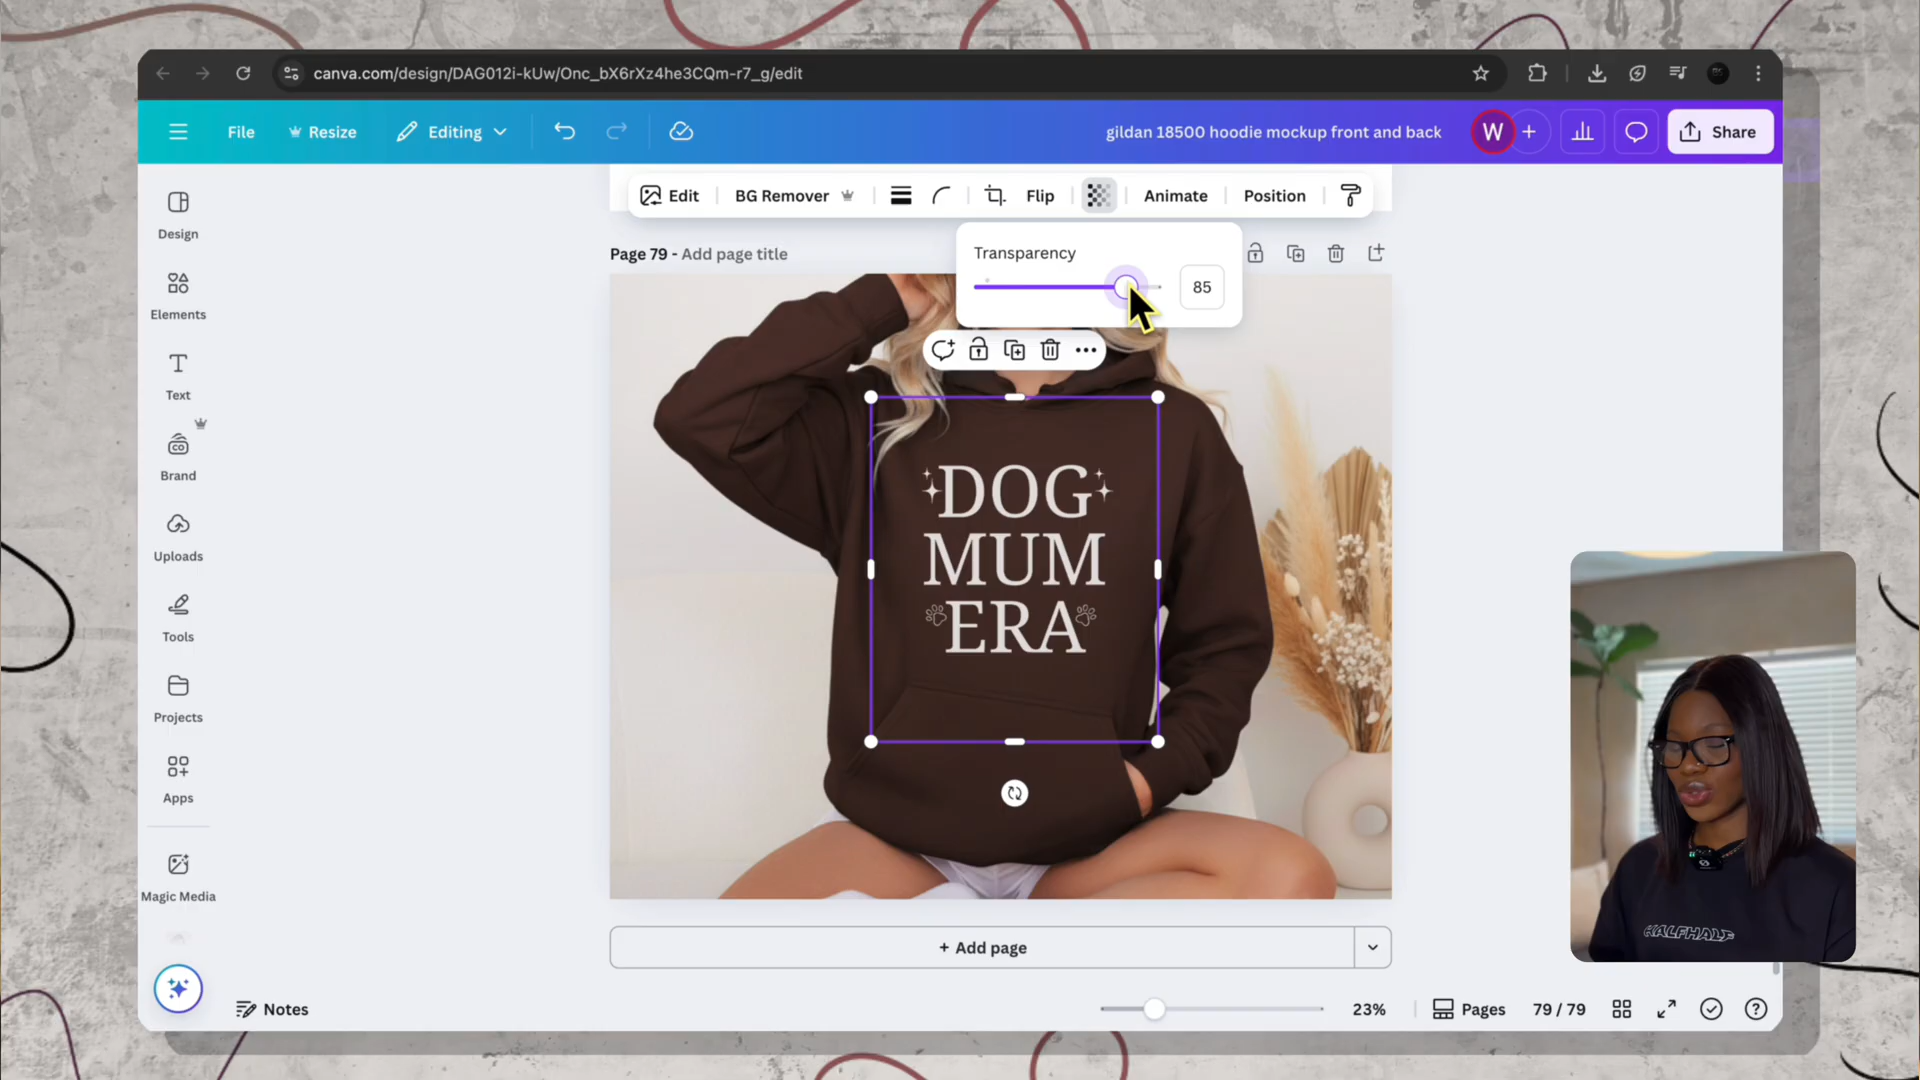 canva.com/design/DAG012i-kUw/Onc_bX6rXz4he3CQm-r7_g/edit
File
Resize
Editing
gildan 18500 hoodie mockup front and back
W
Share
Edit
BG Remover
Flip
Animate
Position
Page 79 - Add page title
Transparency
85
Design
Elements
Text
Brand
Uploads
Tools
Projects
Apps
Magic Media
DOG
MUM
ERA
HALFHALF
+ Add page
Notes
23%
Pages
79 / 79